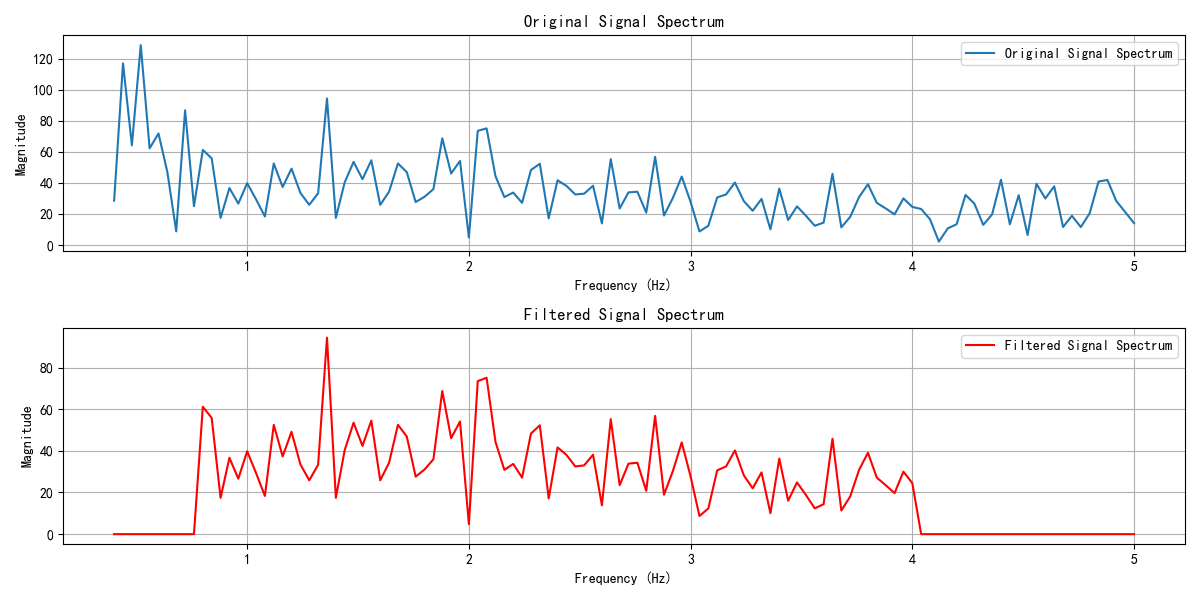 Original Signal Spectrum
Original Signal Spectrum
Magnitude
120
100
80
60
40
20
0
1 2 3 4 5
Frequency (Hz)
Filtered Signal Spectrum
Filtered Signal Spectrum
Magnitude
80
60
40
20
0
1 2 3 4 5
Frequency (Hz)